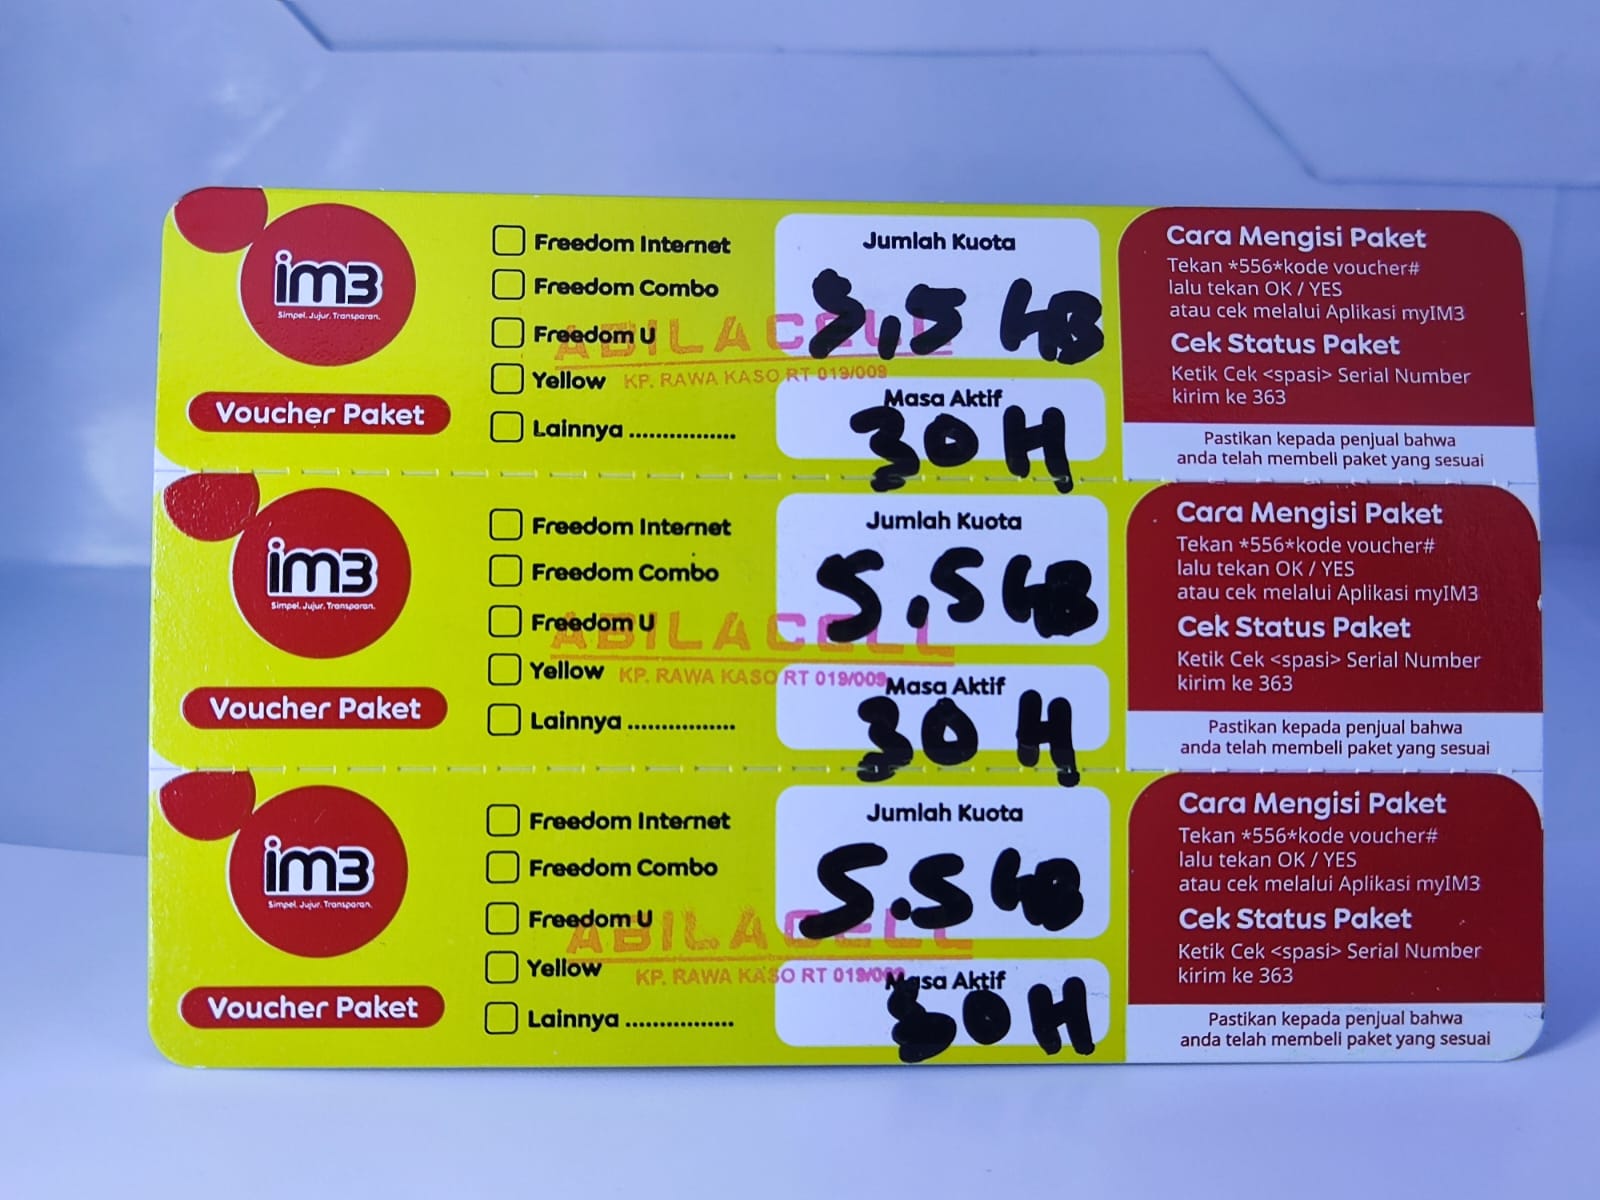 im3
Simpel. Jujur. Transparan.
Voucher Paket
Freedom Internet
Freedom Combo
Freedom U
Yellow
Lainnya ................
ABILACELL
KP. RAWA KASO RT 019/009
Jumlah Kuota
5,5 GB
Masa Aktif
30 H
Cara Mengisi Paket
Tekan *556*kode voucher#
lalu tekan OK / YES
atau cek melalui Aplikasi myIM3
Cek Status Paket
Ketik Cek <spasi> Serial Number
kirim ke 363
Pastikan kepada penjual bahwa
anda telah membeli paket yang sesuai
im3
Simpel. Jujur. Transparan.
Voucher Paket
Freedom Internet
Freedom Combo
Freedom U
Yellow
Lainnya ................
ABILACELL
KP. RAWA KASO RT 019/009
Jumlah Kuota
5.5 GB
Masa Aktif
30 H
Cara Mengisi Paket
Tekan *556*kode voucher#
lalu tekan OK / YES
atau cek melalui Aplikasi myIM3
Cek Status Paket
Ketik Cek <spasi> Serial Number
kirim ke 363
Pastikan kepada penjual bahwa
anda telah membeli paket yang sesuai
im3
Simpel. Jujur. Transparan.
Voucher Paket
Freedom Internet
Freedom Combo
Freedom U
Yellow
Lainnya ................
ABILACELL
KP. RAWA KASO RT 019/009
Jumlah Kuota
5.5 GB
Masa Aktif
30 H
Cara Mengisi Paket
Tekan *556*kode voucher#
lalu tekan OK / YES
atau cek melalui Aplikasi myIM3
Cek Status Paket
Ketik Cek <spasi> Serial Number
kirim ke 363
Pastikan kepada penjual bahwa
anda telah membeli paket yang sesuai